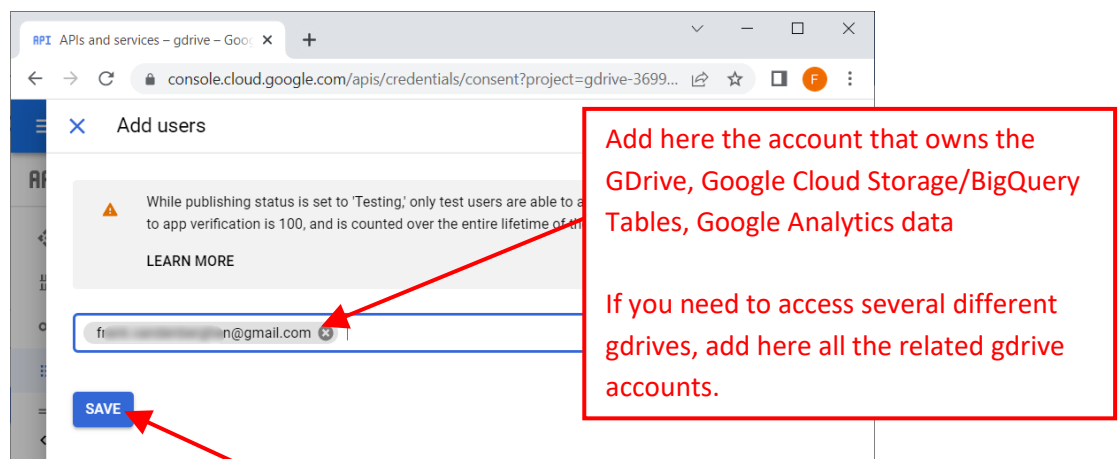 API APIs and services – gdrive – Goo
console.cloud.google.com/apis/credentials/consent?project=gdrive-3699...
F
Add users
Add here the account that owns the
GDrive, Google Cloud Storage/BigQuery
Tables, Google Analytics data
If you need to access several different
gdrives, add here all the related gdrive
accounts.
While publishing status is set to 'Testing,' only test users are able to a
to app verification is 100, and is counted over the entire lifetime of th
LEARN MORE
n@gmail.com
SAVE